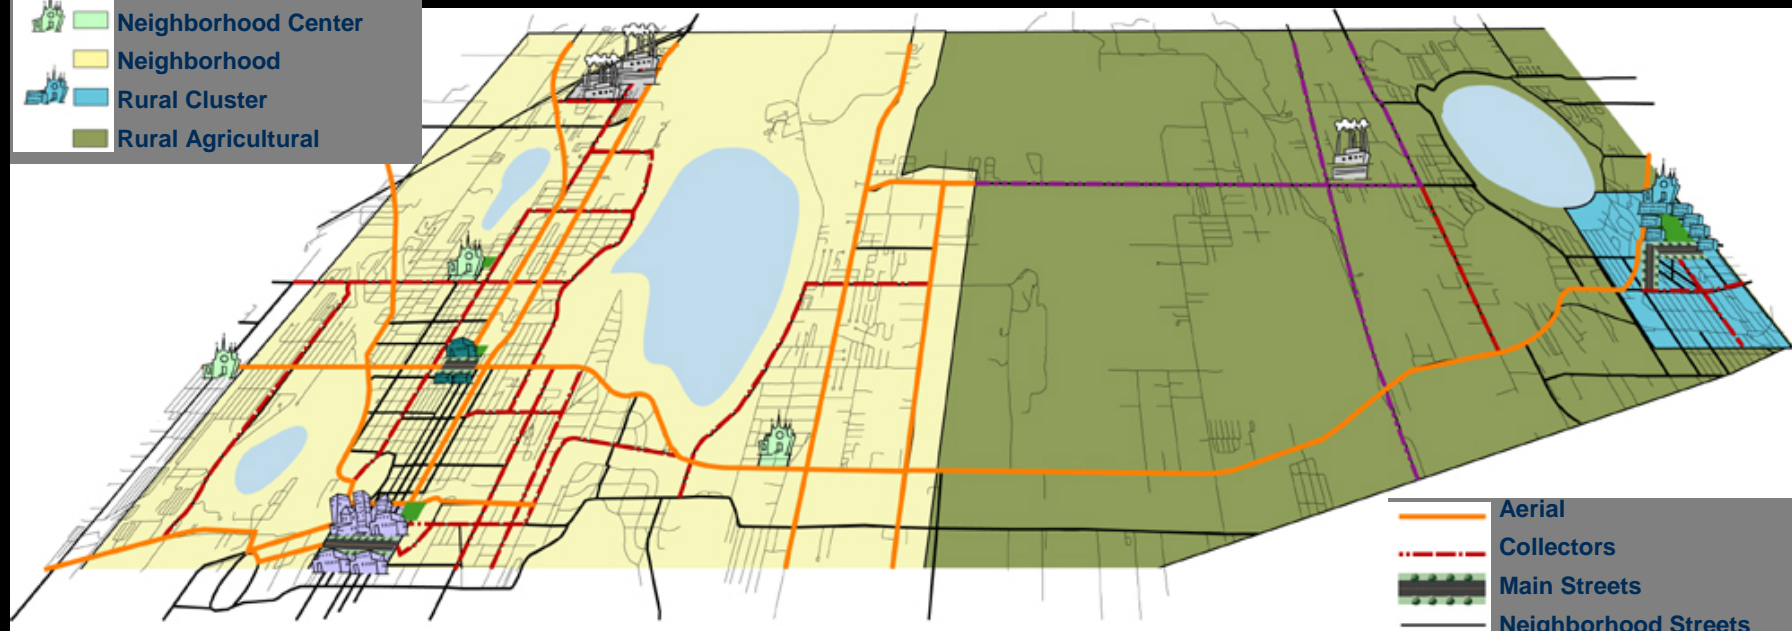 Neighborhood Center
Neighborhood
Rural Cluster
Rural Agricultural
Aerial
Collectors
Main Streets
Neighborhood Streets